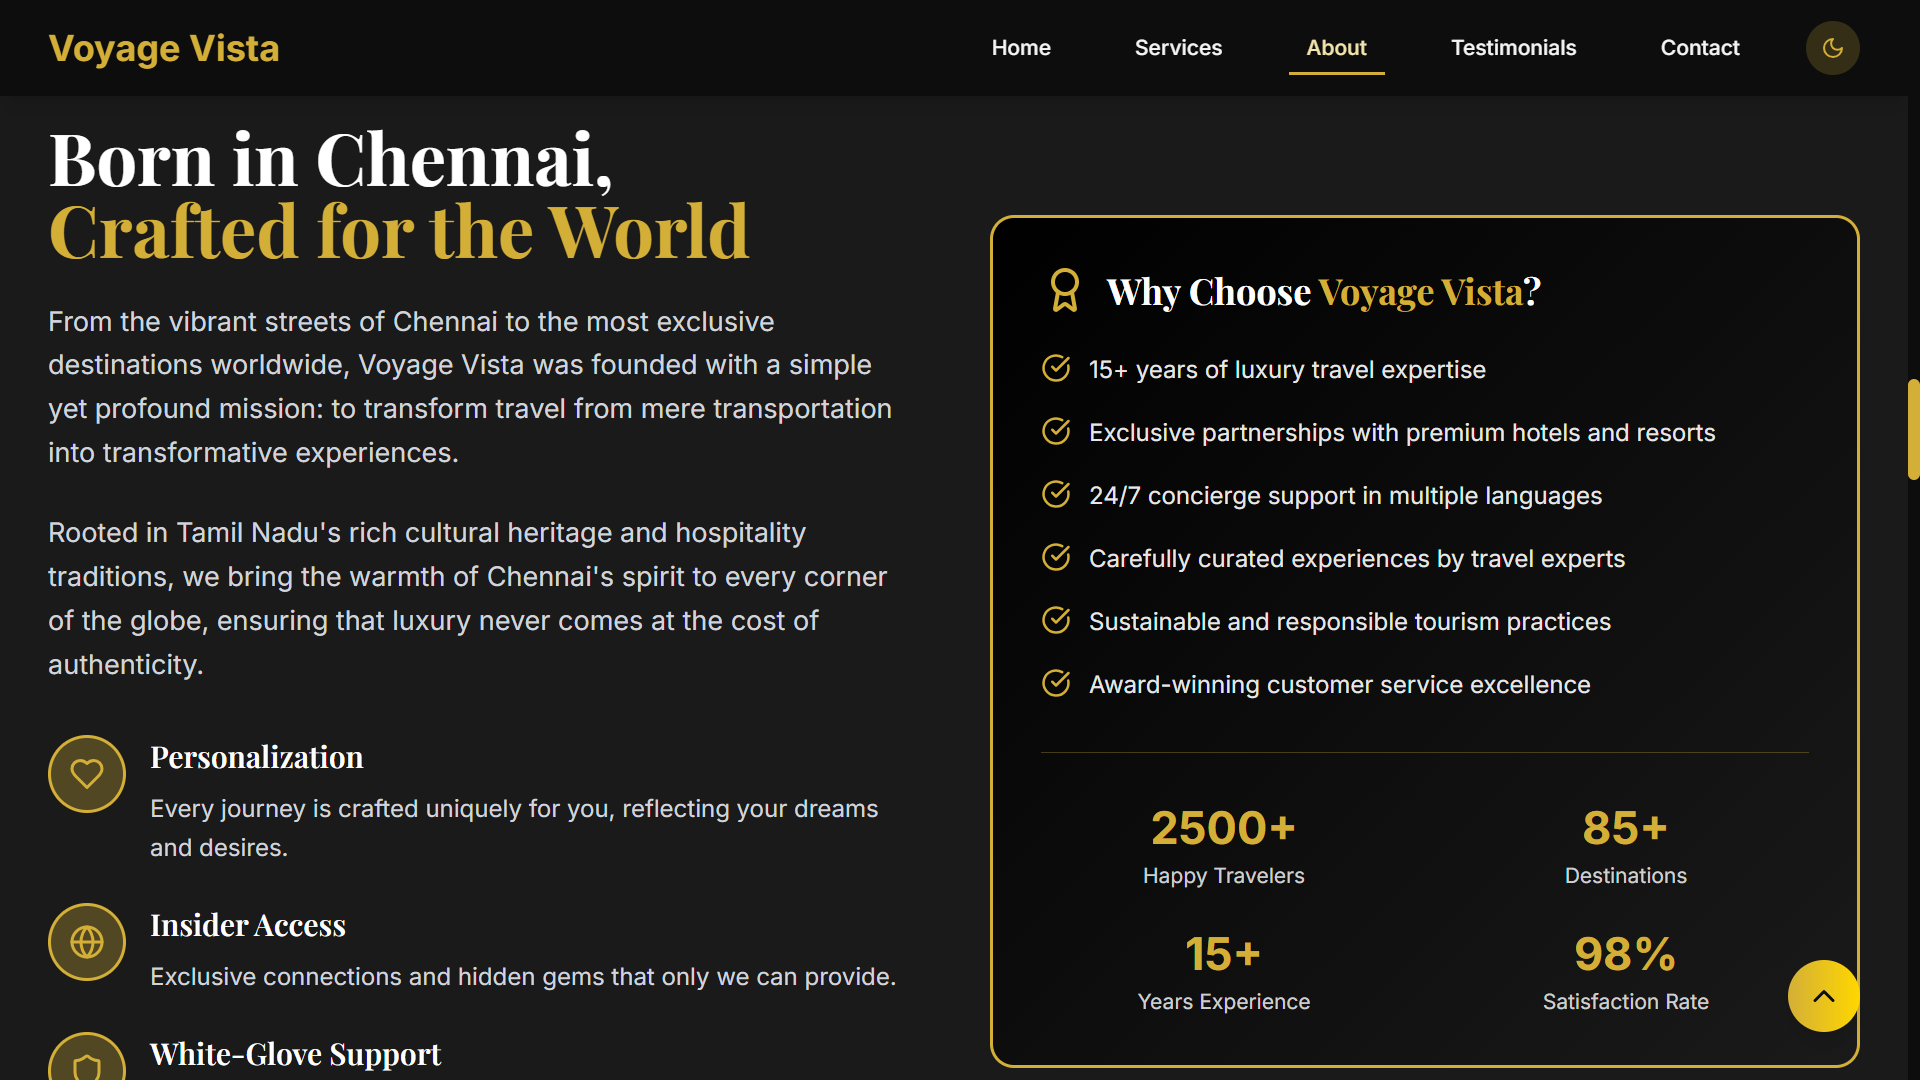 Voyage Vista
Home
Services
About
Testimonials
Contact
Born in Chennai,
Crafted for the World
From the vibrant streets of Chennai to the most exclusive
destinations worldwide, Voyage Vista was founded with a simple
yet profound mission: to transform travel from mere transportation
into transformative experiences.
Rooted in Tamil Nadu's rich cultural heritage and hospitality
traditions, we bring the warmth of Chennai's spirit to every corner
of the globe, ensuring that luxury never comes at the cost of
authenticity.
Personalization
Every journey is crafted uniquely for you, reflecting your dreams
and desires.
Insider Access
Exclusive connections and hidden gems that only we can provide.
White-Glove Support
Why Choose Voyage Vista?
15+ years of luxury travel expertise
Exclusive partnerships with premium hotels and resorts
24/7 concierge support in multiple languages
Carefully curated experiences by travel experts
Sustainable and responsible tourism practices
Award-winning customer service excellence
2500+
Happy Travelers
85+
Destinations
15+
Years Experience
98%
Satisfaction Rate